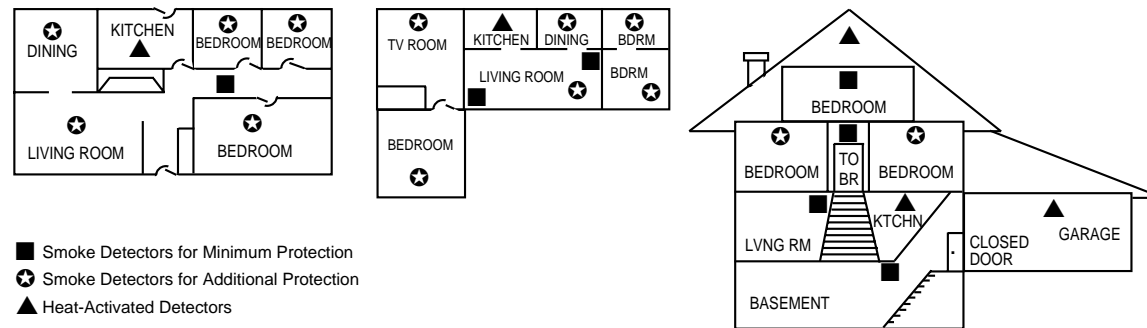 DINING
KITCHEN
BEDROOM
BEDROOM
LIVING ROOM
BEDROOM
TV ROOM
KITCHEN
DINING
BDRM
LIVING ROOM
BDRM
BEDROOM
BEDROOM
BEDROOM
TO
BR
BEDROOM
LVNG RM
KTCHN
CLOSED
DOOR
GARAGE
BASEMENT
Smoke Detectors for Minimum Protection
Smoke Detectors for Additional Protection
Heat-Activated Detectors